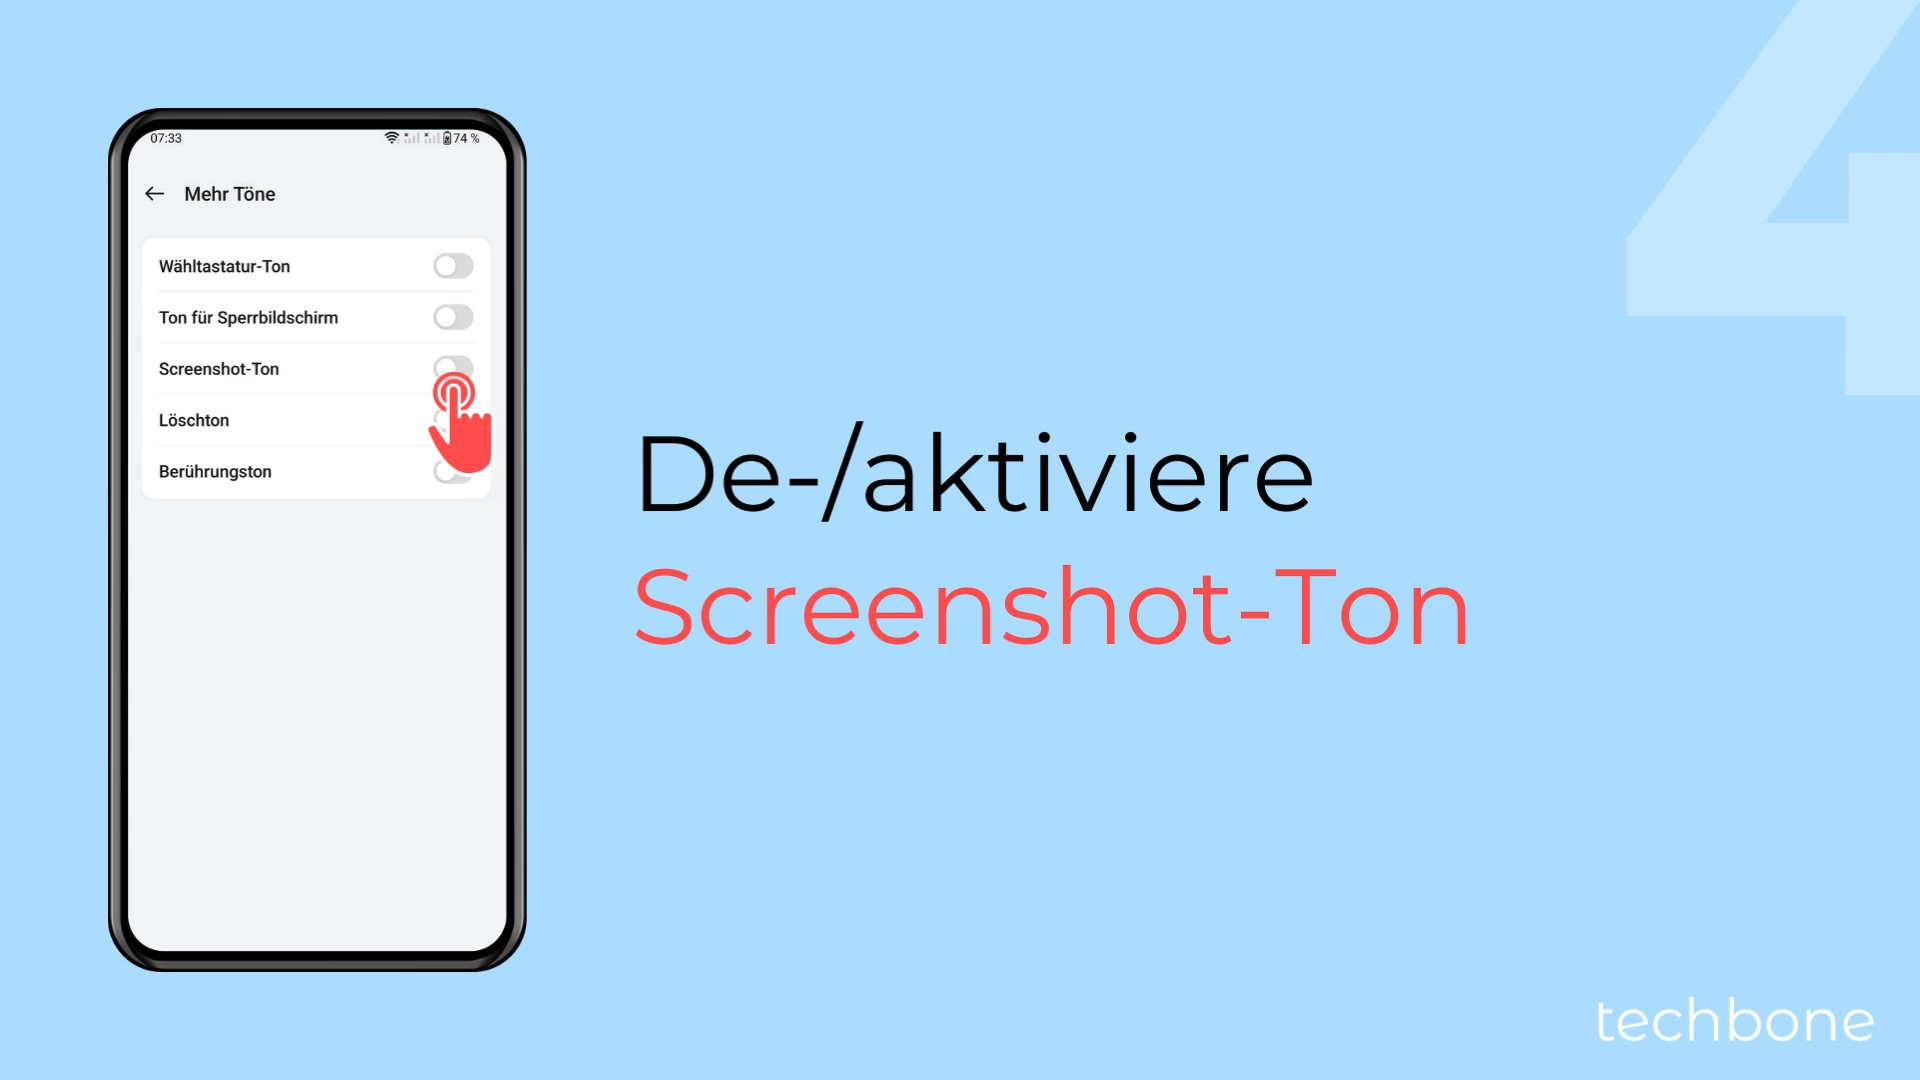 4
07:33
74 %
Mehr Töne
Wähltastatur-Ton
Ton für Sperrbildschirm
Screenshot-Ton
Löschton
Berührungston
De-/aktiviere
Screenshot-Ton
techbone